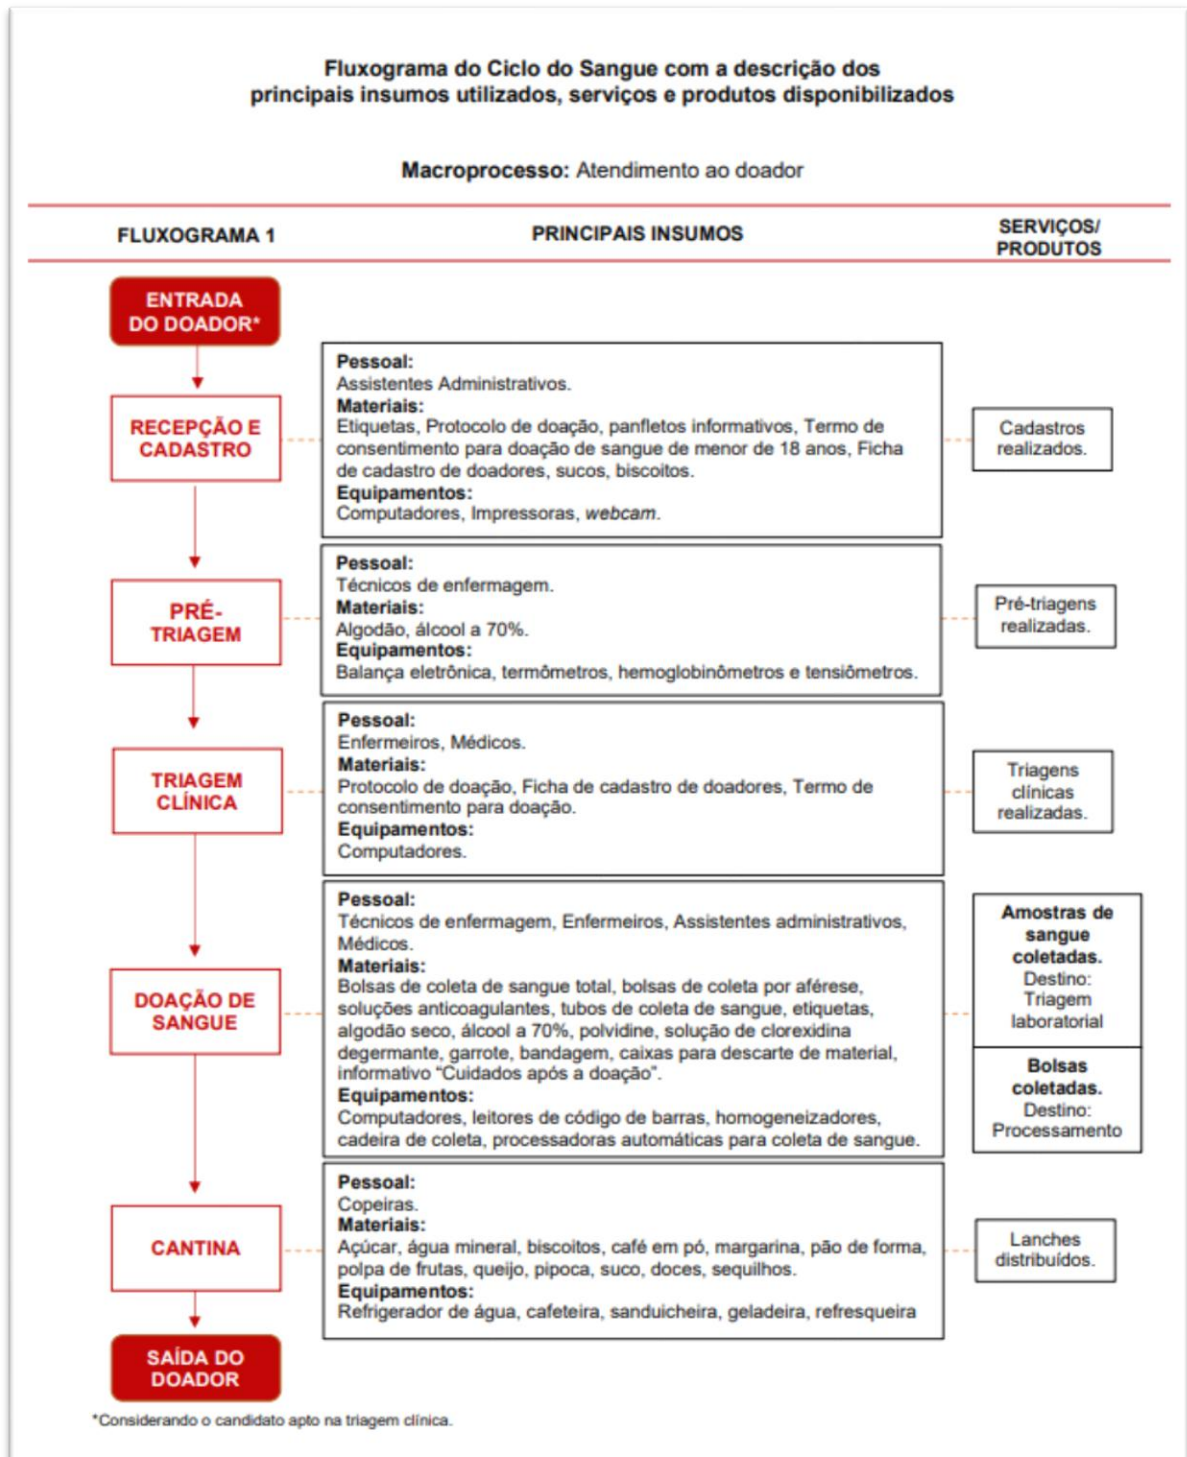 Fluxograma do Ciclo do Sangue com a descrição dos
principais insumos utilizados, serviços e produtos disponibilizados
Macroprocesso: Atendimento ao doador
FLUXOGRAMA 1
PRINCIPAIS INSUMOS
SERVIÇOS/
PRODUTOS
ENTRADA
DO DOADOR*
RECEPÇÃO E
CADASTRO
Pessoal:
Assistentes Administrativos.
Materiais:
Etiquetas, Protocolo de doação, panfletos informativos, Termo de
consentimento para doação de sangue de menor de 18 anos, Ficha
de cadastro de doadores, sucos, biscoitos.
Equipamentos:
Computadores, Impressoras, webcam.
Cadastros
realizados.
PRÉ-
TRIAGEM
Pessoal:
Técnicos de enfermagem.
Materiais:
Algodão, álcool a 70%.
Equipamentos:
Balança eletrônica, termômetros, hemoglobinômetros e tensiômetros.
Pré-triagens
realizadas.
TRIAGEM
CLÍNICA
Pessoal:
Enfermeiros, Médicos.
Materiais:
Protocolo de doação, Ficha de cadastro de doadores, Termo de
consentimento para doação.
Equipamentos:
Computadores.
Triagens
clínicas
realizadas.
DOAÇÃO DE
SANGUE
Pessoal:
Técnicos de enfermagem, Enfermeiros, Assistentes administrativos,
Médicos.
Materiais:
Bolsas de coleta de sangue total, bolsas de coleta por aférese,
soluções anticoagulantes, tubos de coleta de sangue, etiquetas,
algodão seco, álcool a 70%, polvidine, solução de clorexidina
degermante, garrote, bandagem, caixas para descarte de material,
informativo “Cuidados após a doação”.
Equipamentos:
Computadores, leitores de código de barras, homogeneizadores,
cadeira de coleta, processadoras automáticas para coleta de sangue.
Amostras de
sangue
coletadas.
Destino:
Triagem
laboratorial
Bolsas
coletadas.
Destino:
Processamento
CANTINA
Pessoal:
Copeiras.
Materiais:
Açúcar, água mineral, biscoitos, café em pó, margarina, pão de forma,
polpa de frutas, queijo, pipoca, suco, doces, sequilhos.
Equipamentos:
Refrigerador de água, cafeteira, sanduicheira, geladeira, refresqueira
Lanches
distribuídos.
SAÍDA DO
DOADOR
*Considerando o candidato apto na triagem clínica.